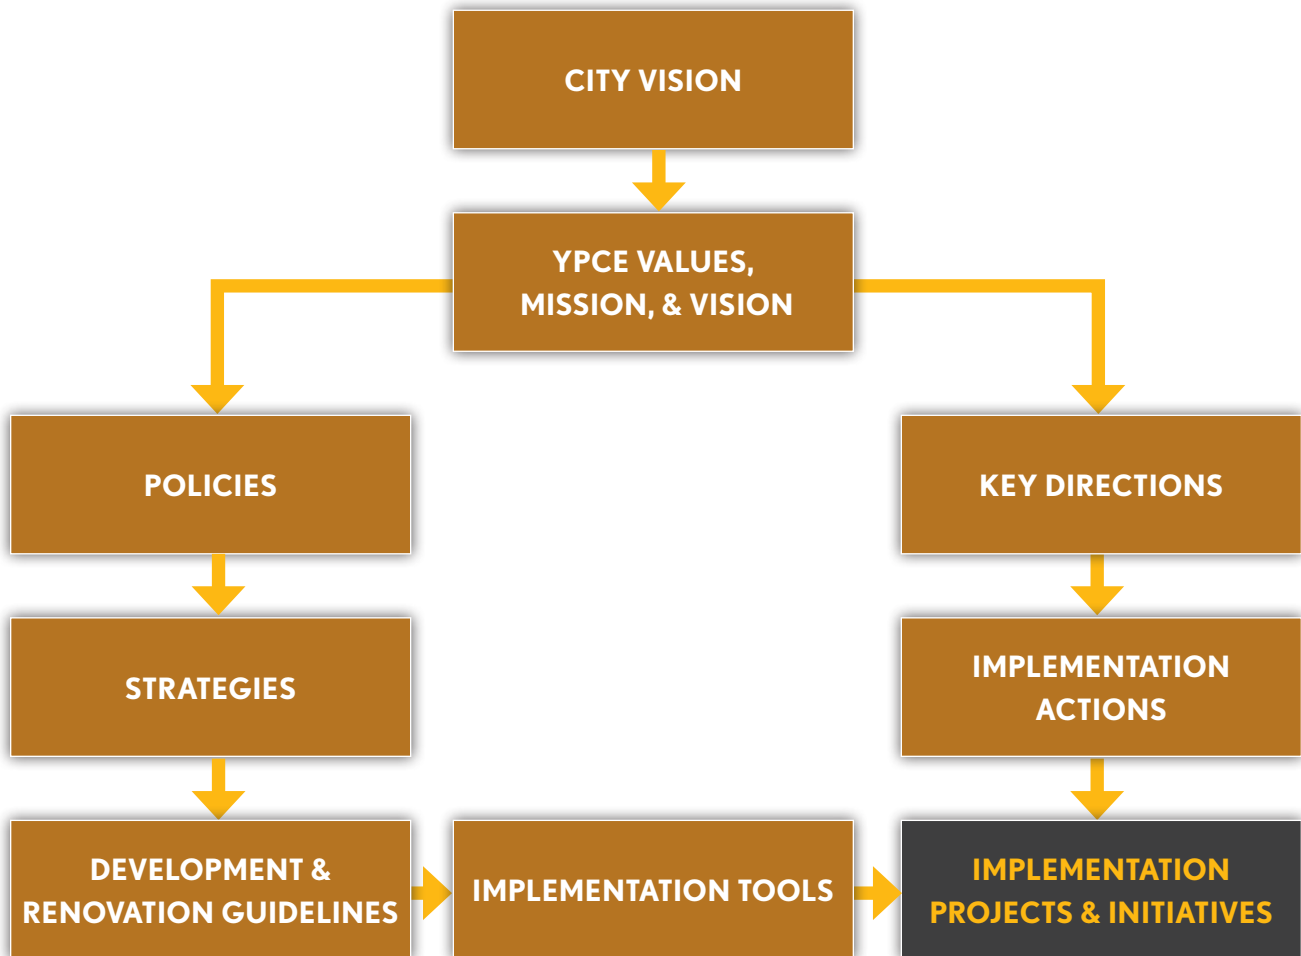 CITY VISION
YPCE VALUES,
MISSION, & VISION
POLICIES
KEY DIRECTIONS
STRATEGIES
IMPLEMENTATION
ACTIONS
DEVELOPMENT &
RENOVATION GUIDELINES
IMPLEMENTATION TOOLS
IMPLEMENTATION
PROJECTS & INITIATIVES